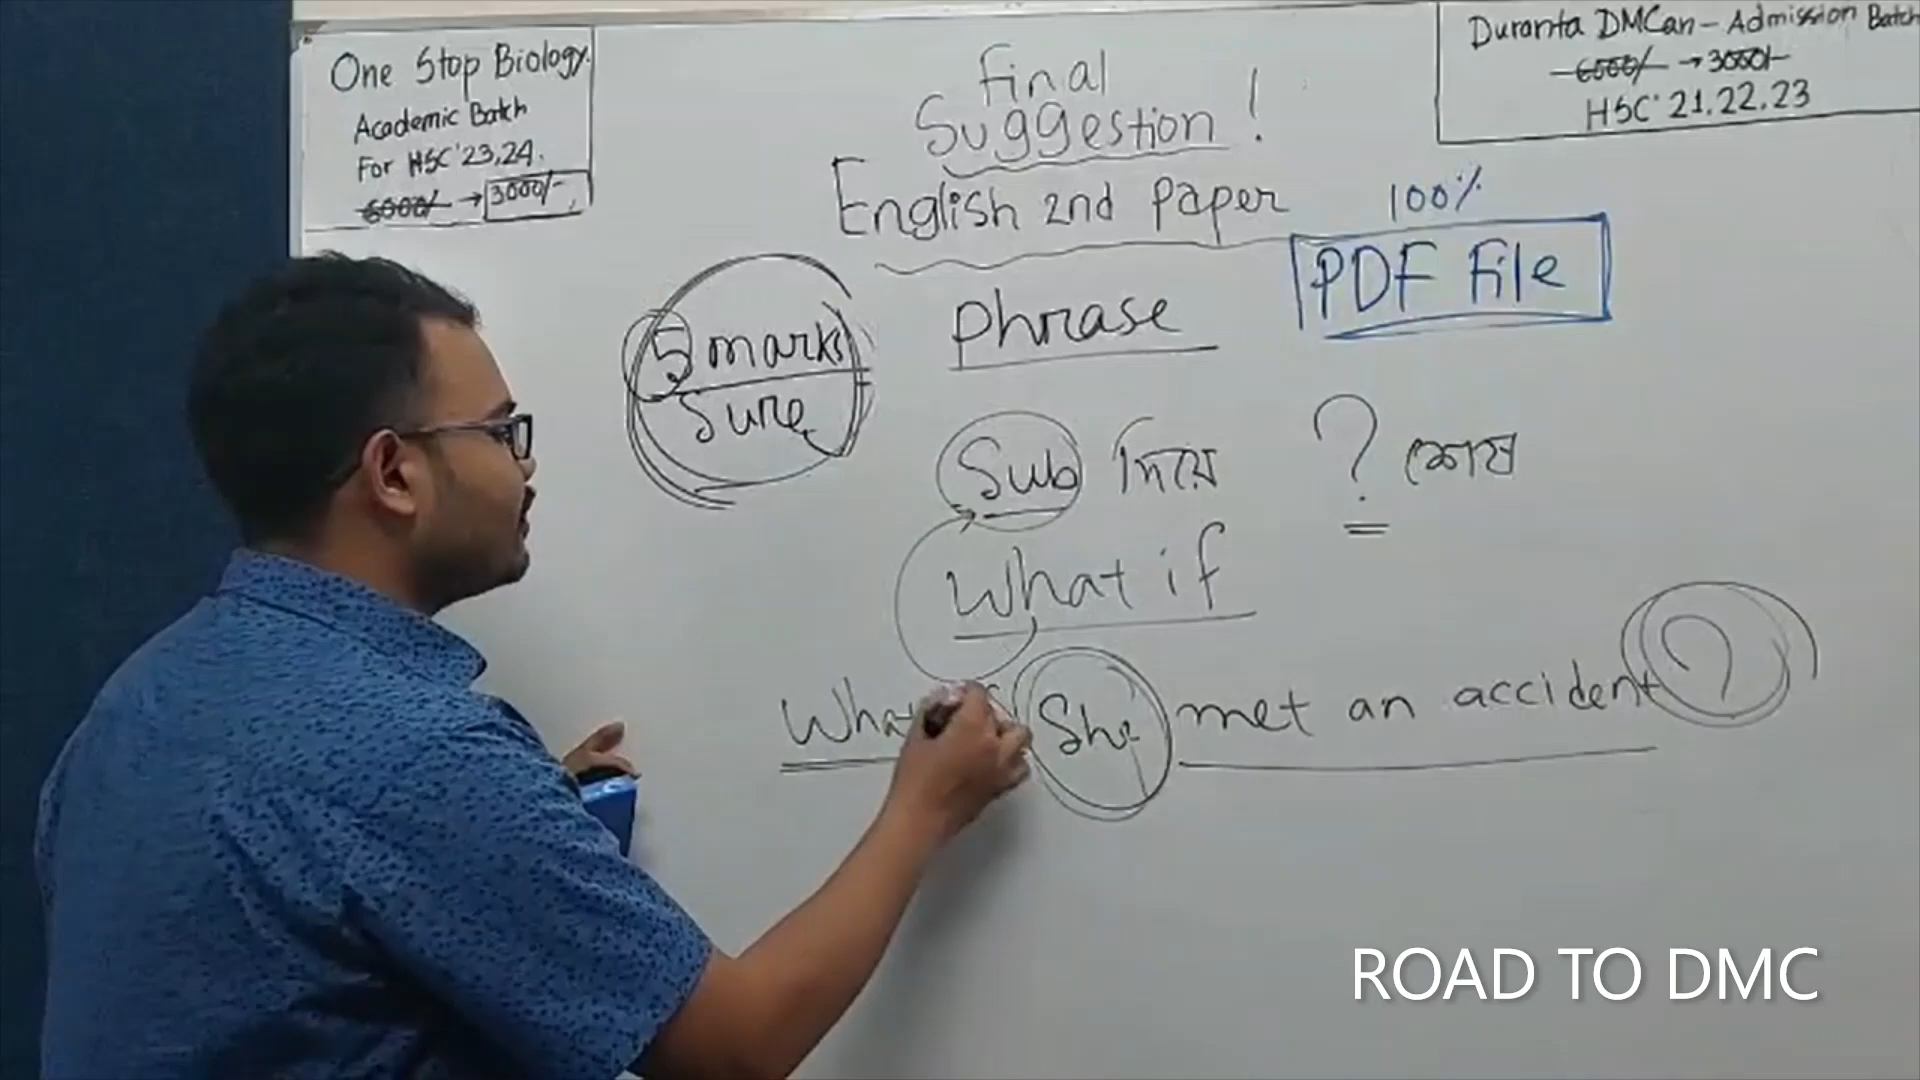 One Stop Biology.
Academic Batch
For HSC'23,24.
6000/- → 3000/-
Duranta DMCan - Admission Batch
6000/- → 3000/-
HSC' 21.22.23
Final
Suggestion !
English 2nd Paper
100%
PDF File
5 marks
Sure
Phrase
Sub দিয়ে ? শেষ
What if
What She met an accident ?
ROAD TO DMC